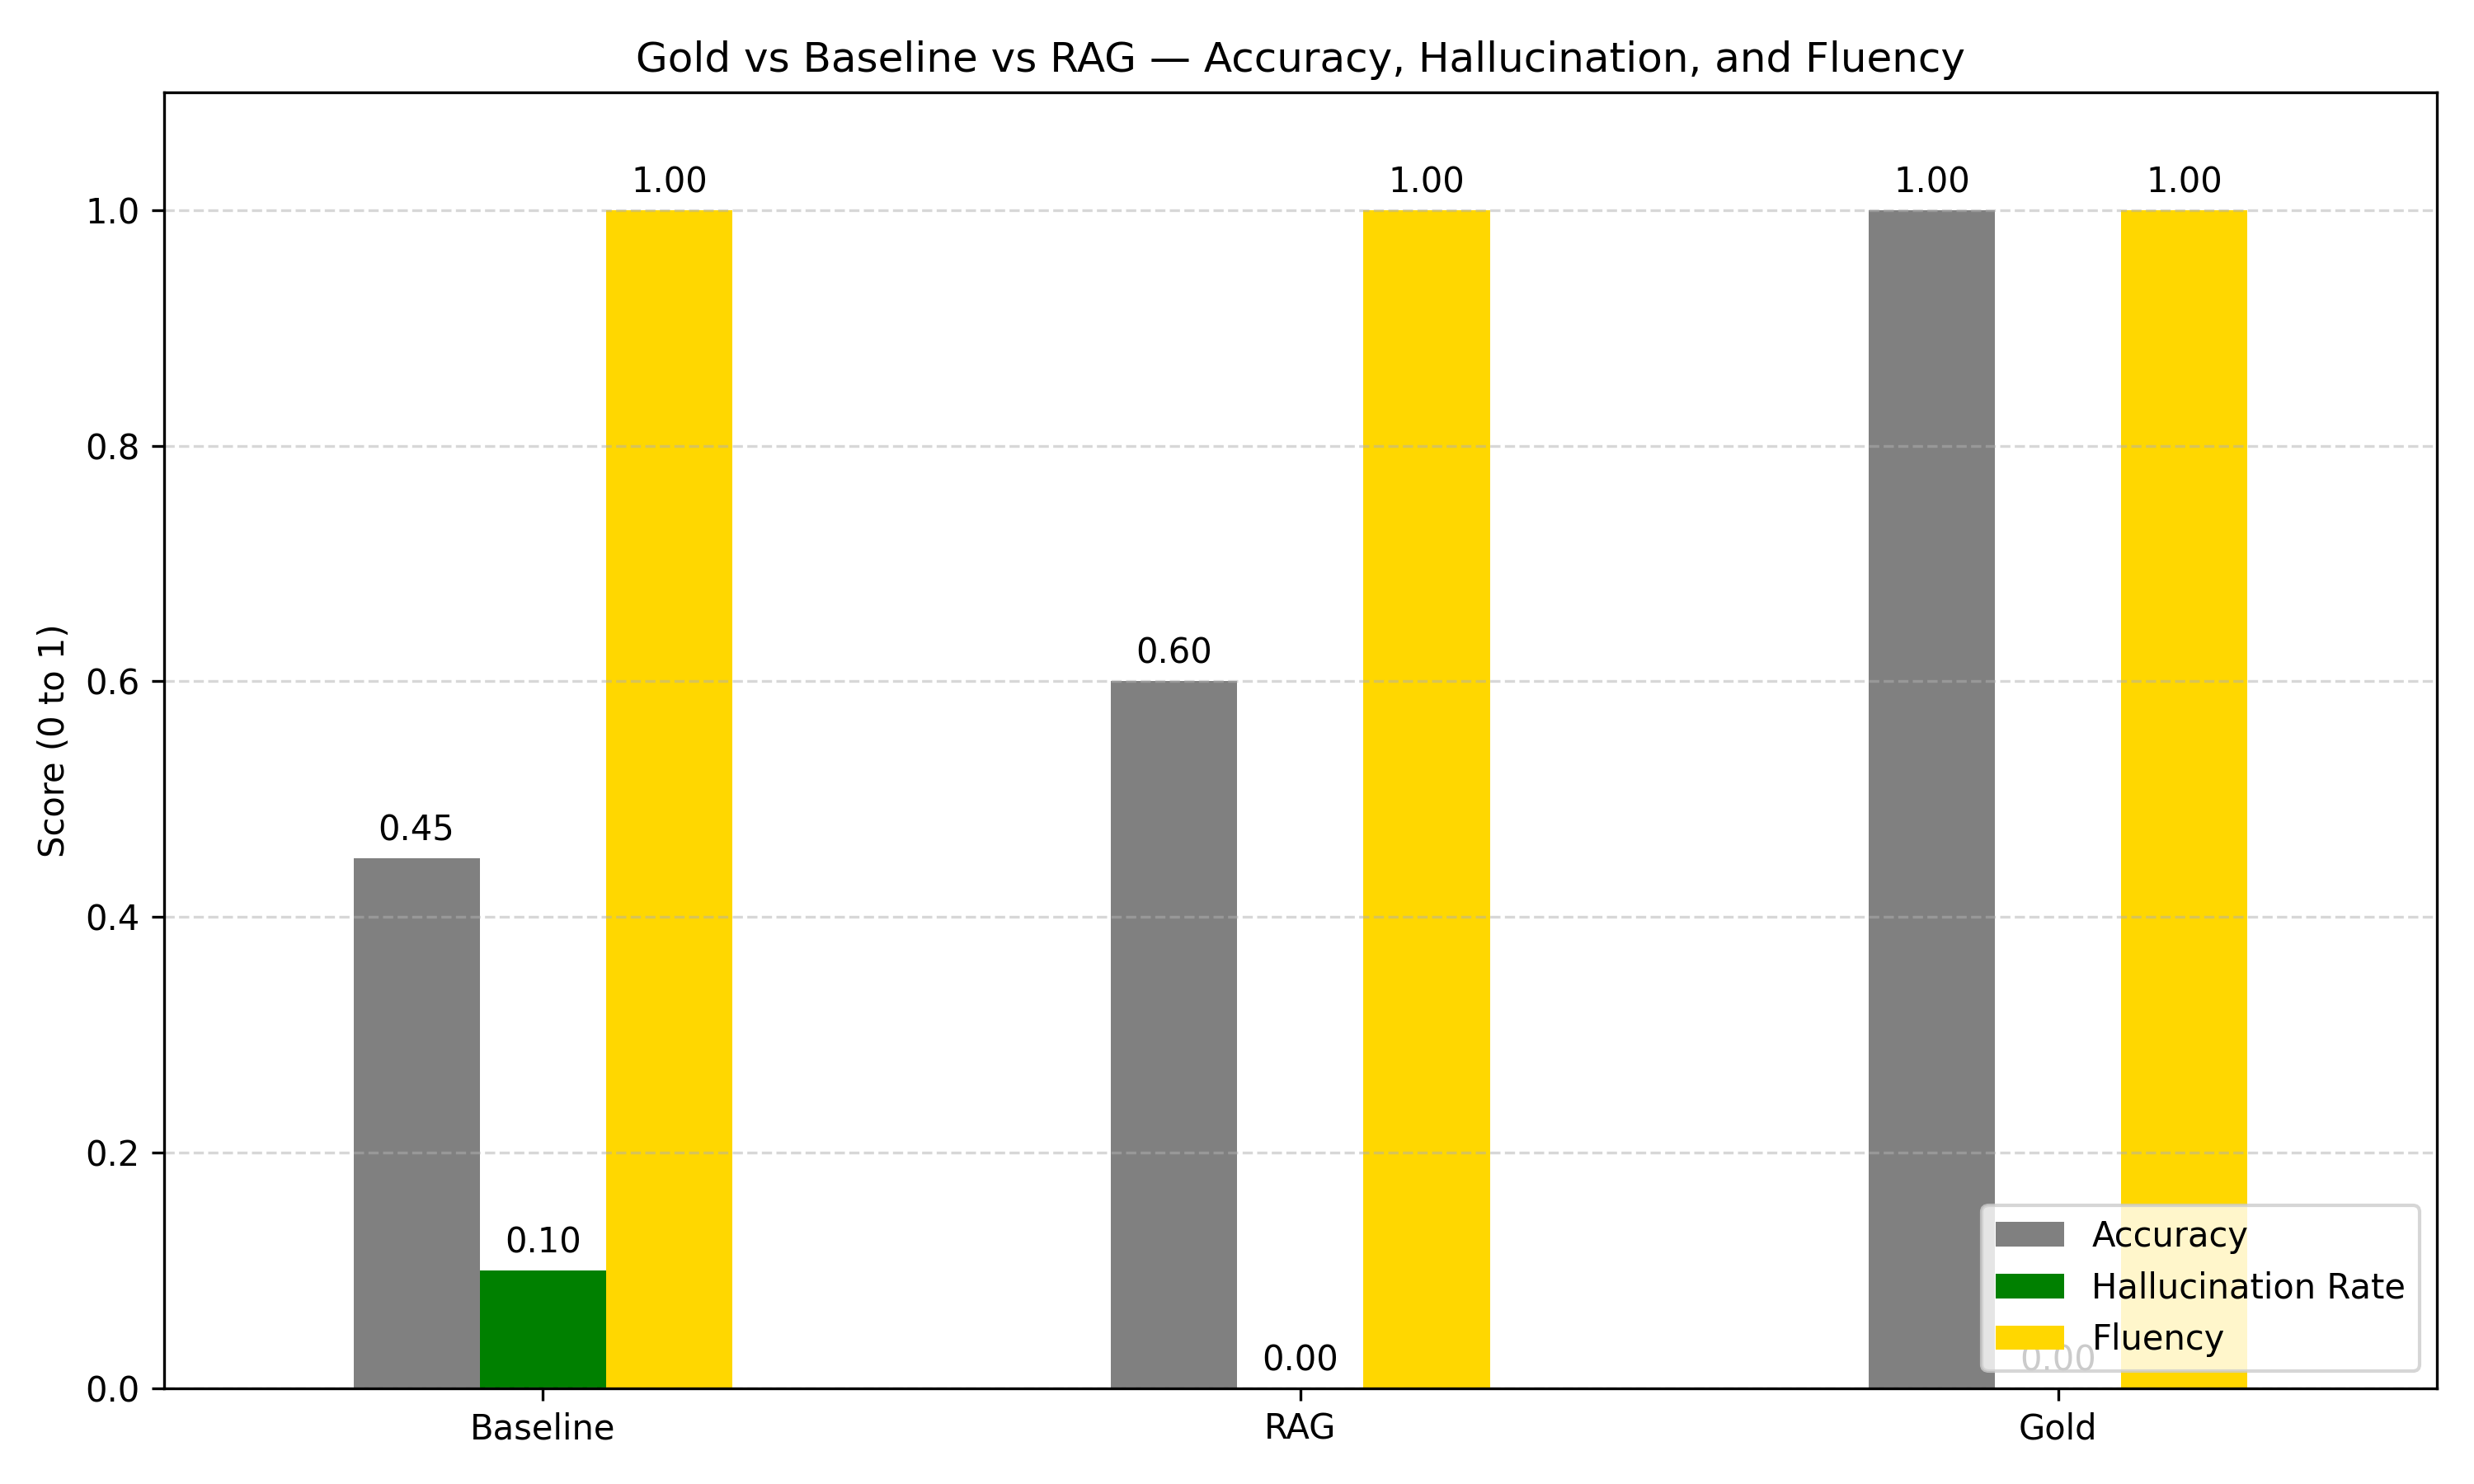 Gold vs Baseline vs RAG — Accuracy, Hallucination, and Fluency
Score (0 to 1)
1.0
0.8
0.6
0.4
0.2
0.0
0.45
0.10
1.00
0.60
0.00
1.00
1.00
0.00
1.00
Baseline
RAG
Gold
Accuracy
Hallucination Rate
Fluency